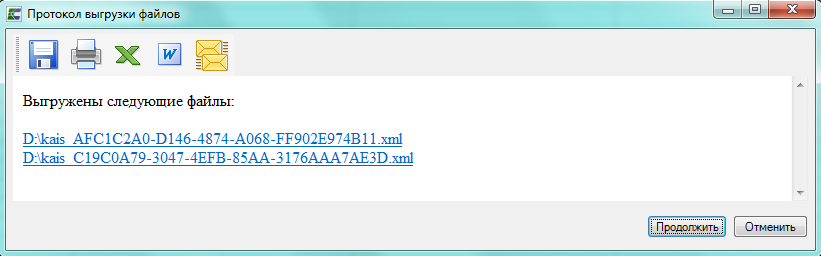 Протокол выгрузки файлов
Выгружены следующие файлы:
D:\kais_AFC1C2A0-D146-4874-A068-FF902E974B11.xml
D:\kais_C19C0A79-3047-4EFB-85AA-3176AAA7AE3D.xml
Продолжить Отменить